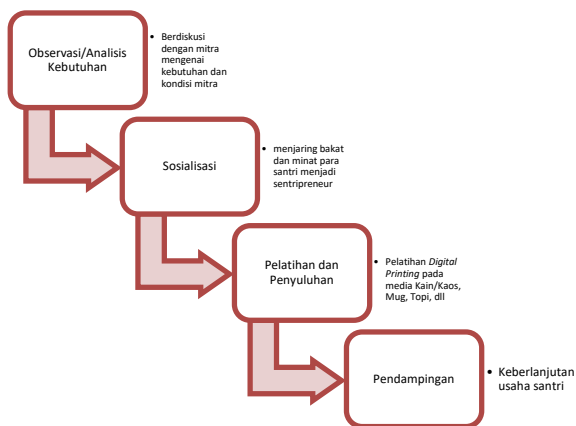 Observasi/Analisis
Kebutuhan
• Berdiskusi
dengan mitra
mengenai
kebutuhan dan
kondisi mitra
Sosialisasi
• menjaring bakat
dan minat para
santri menjadi
sentripreneur
Pelatihan dan
Penyuluhan
• Pelatihan Digital
Printing pada
media Kain/Kaos,
Mug, Topi, dll
Pendampingan
• Keberlanjutan
usaha santri